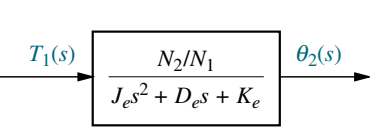 T₁(s)
N₂/N₁
θ₂(s)
Jₑs² + Dₑs + Kₑ